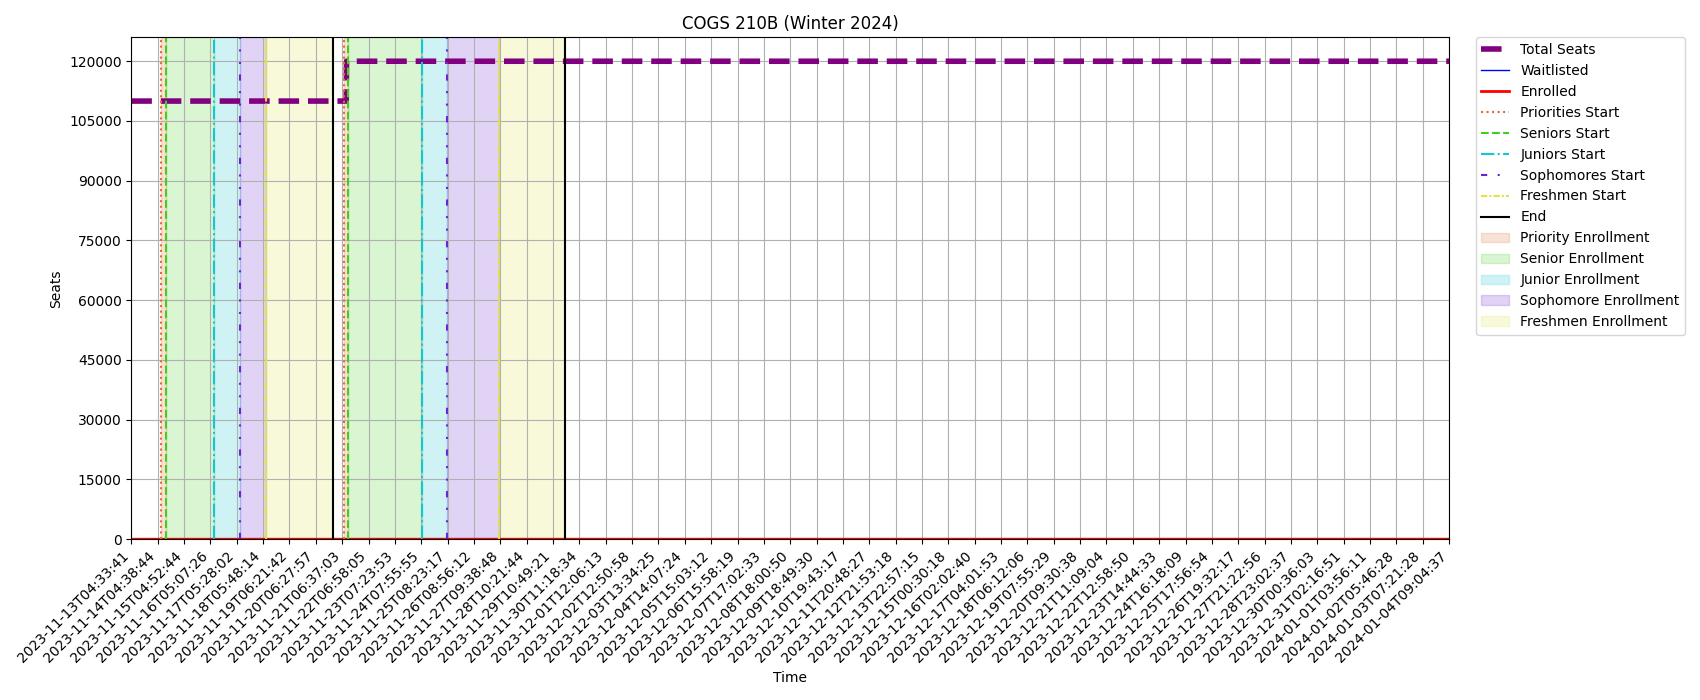 COGS 210B (Winter 2024)
Seats
120000
105000
90000
75000
60000
45000
30000
15000
0
2023-11-13T04:33:41
2023-11-14T04:38:44
2023-11-15T04:52:44
2023-11-16T05:07:26
2023-11-17T05:28:02
2023-11-18T05:48:14
2023-11-19T06:21:42
2023-11-20T06:27:57
2023-11-21T06:37:03
2023-11-22T06:58:05
2023-11-23T07:23:53
2023-11-24T07:55:55
2023-11-25T08:23:17
2023-11-26T08:56:12
2023-11-27T09:38:48
2023-11-28T10:21:44
2023-11-29T10:49:21
2023-11-30T11:18:34
2023-12-01T12:06:13
2023-12-02T12:50:58
2023-12-03T13:34:25
2023-12-04T14:07:24
2023-12-05T15:03:12
2023-12-06T15:58:19
2023-12-07T17:02:33
2023-12-08T18:00:50
2023-12-09T18:49:30
2023-12-10T19:43:17
2023-12-11T20:48:27
2023-12-12T21:53:18
2023-12-13T22:57:15
2023-12-15T00:30:18
2023-12-16T02:02:40
2023-12-17T04:01:53
2023-12-18T06:12:06
2023-12-19T07:55:29
2023-12-20T09:30:38
2023-12-21T11:09:04
2023-12-22T12:58:50
2023-12-23T14:44:33
2023-12-24T16:18:09
2023-12-25T17:56:54
2023-12-26T19:32:17
2023-12-27T21:22:56
2023-12-28T23:02:37
2023-12-30T00:36:03
2023-12-31T02:16:51
2024-01-01T03:56:11
2024-01-02T05:46:28
2024-01-03T07:21:28
2024-01-04T09:04:37
Time
Total Seats
Waitlisted
Enrolled
Priorities Start
Seniors Start
Juniors Start
Sophomores Start
Freshmen Start
End
Priority Enrollment
Senior Enrollment
Junior Enrollment
Sophomore Enrollment
Freshmen Enrollment